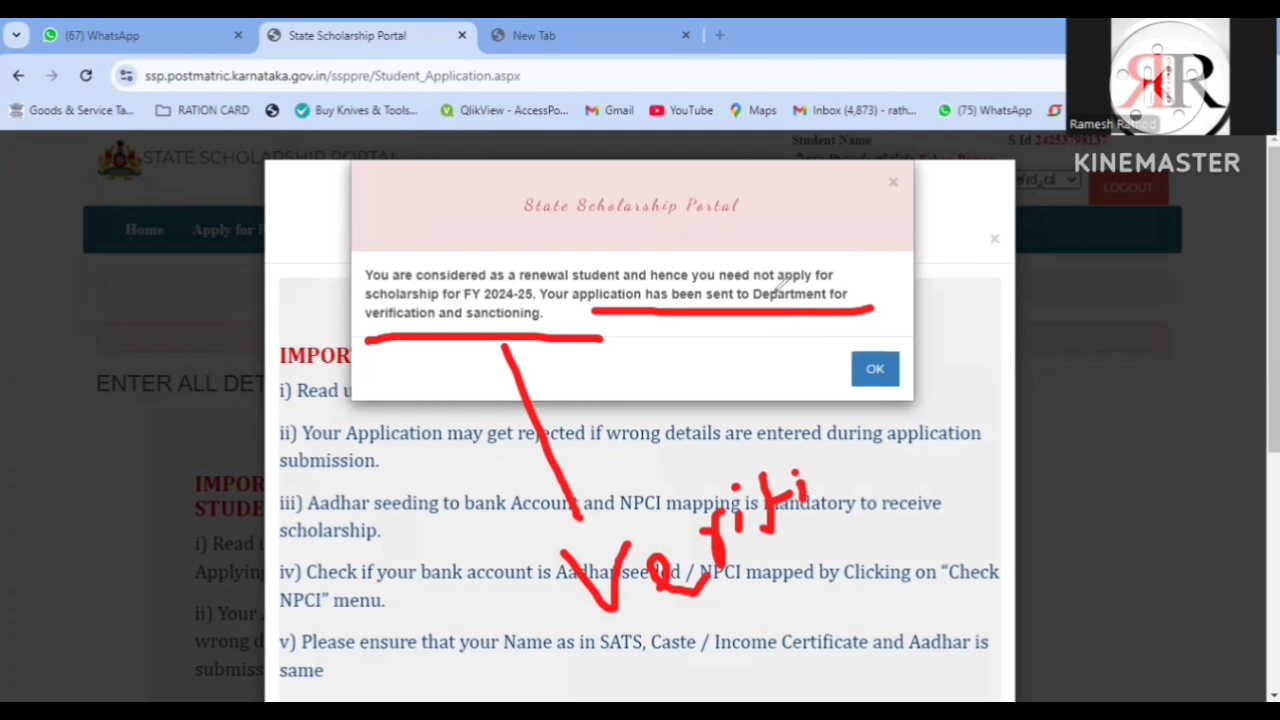 (67) WhatsApp
State Scholarship Portal
New Tab
ssp.postmatric.karnataka.gov.in/ssppre/Student_Application.aspx
Goods & Service Ta...
RATION CARD
Buy Knives & Tools...
QlikView - AccessPo...
Gmail
YouTube
Maps
Inbox (4,873) - rath...
(75) WhatsApp
RR
Ramesh Rathod
KINEMASTER
STATE SCHOLARSHIP PORTAL
Student Name
S Id
ಕನ್ನಡ
LOGOUT
Home
Apply for
State Scholarship Portal
You are considered as a renewal student and hence you need not apply for
scholarship for FY 2024-25. Your application has been sent to Department for
verification and sanctioning.
OK
ENTER ALL DET
IMPOR
i) Read u
ii) Your Application may get rejected if wrong details are entered during application
submission.
iii) Aadhar seeding to bank Account and NPCI mapping is mandatory to receive
scholarship.
iv) Check if your bank account is Aadhar seeded / NPCI mapped by Clicking on “Check
NPCI” menu.
v) Please ensure that your Name as in SATS, Caste / Income Certificate and Aadhar is
same
IMPOR
STUDE
i) Read u
Applying
ii) Your
wrong d
submiss
Verifi